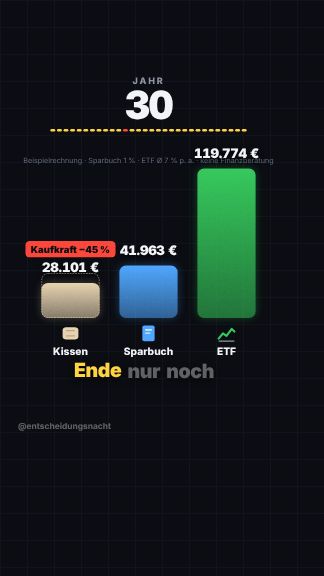 JAHR
30
119.774 €
Beispielrechnung · Sparbuch 1 % · ETF Ø 7 % p. a. · keine Finanzberatung
Kaufkraft −45 %
41.963 €
28.101 €
Kissen
Sparbuch
ETF
Ende nur noch
@entscheidungsnacht